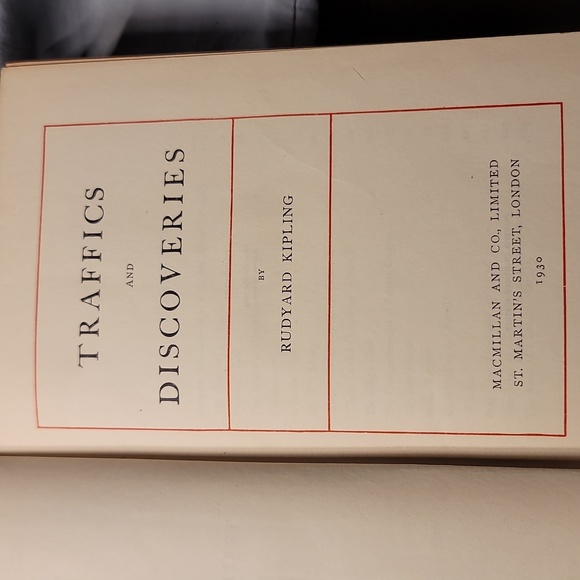 TRAFFICS
AND
DISCOVERIES
BY
RUDYARD KIPLING
MACMILLAN AND CO., LIMITED
ST. MARTIN'S STREET, LONDON
1930